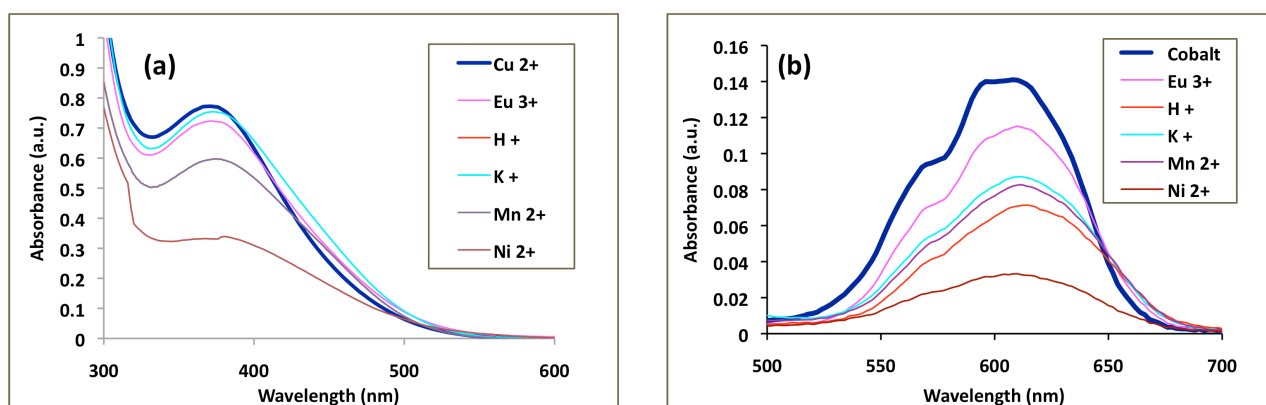 (a)
1
0.9
0.8
0.7
0.6
0.5
0.4
0.3
0.2
0.1
0
300 400 500 600
Wavelength (nm)
Absorbance (a.u.)
Cu 2+
Eu 3+
H +
K +
Mn 2+
Ni 2+
(b)
0.16
0.14
0.12
0.1
0.08
0.06
0.04
0.02
0
500 550 600 650 700
Wavelength (nm)
Absorbance (a.u.)
Cobalt
Eu 3+
H +
K +
Mn 2+
Ni 2+